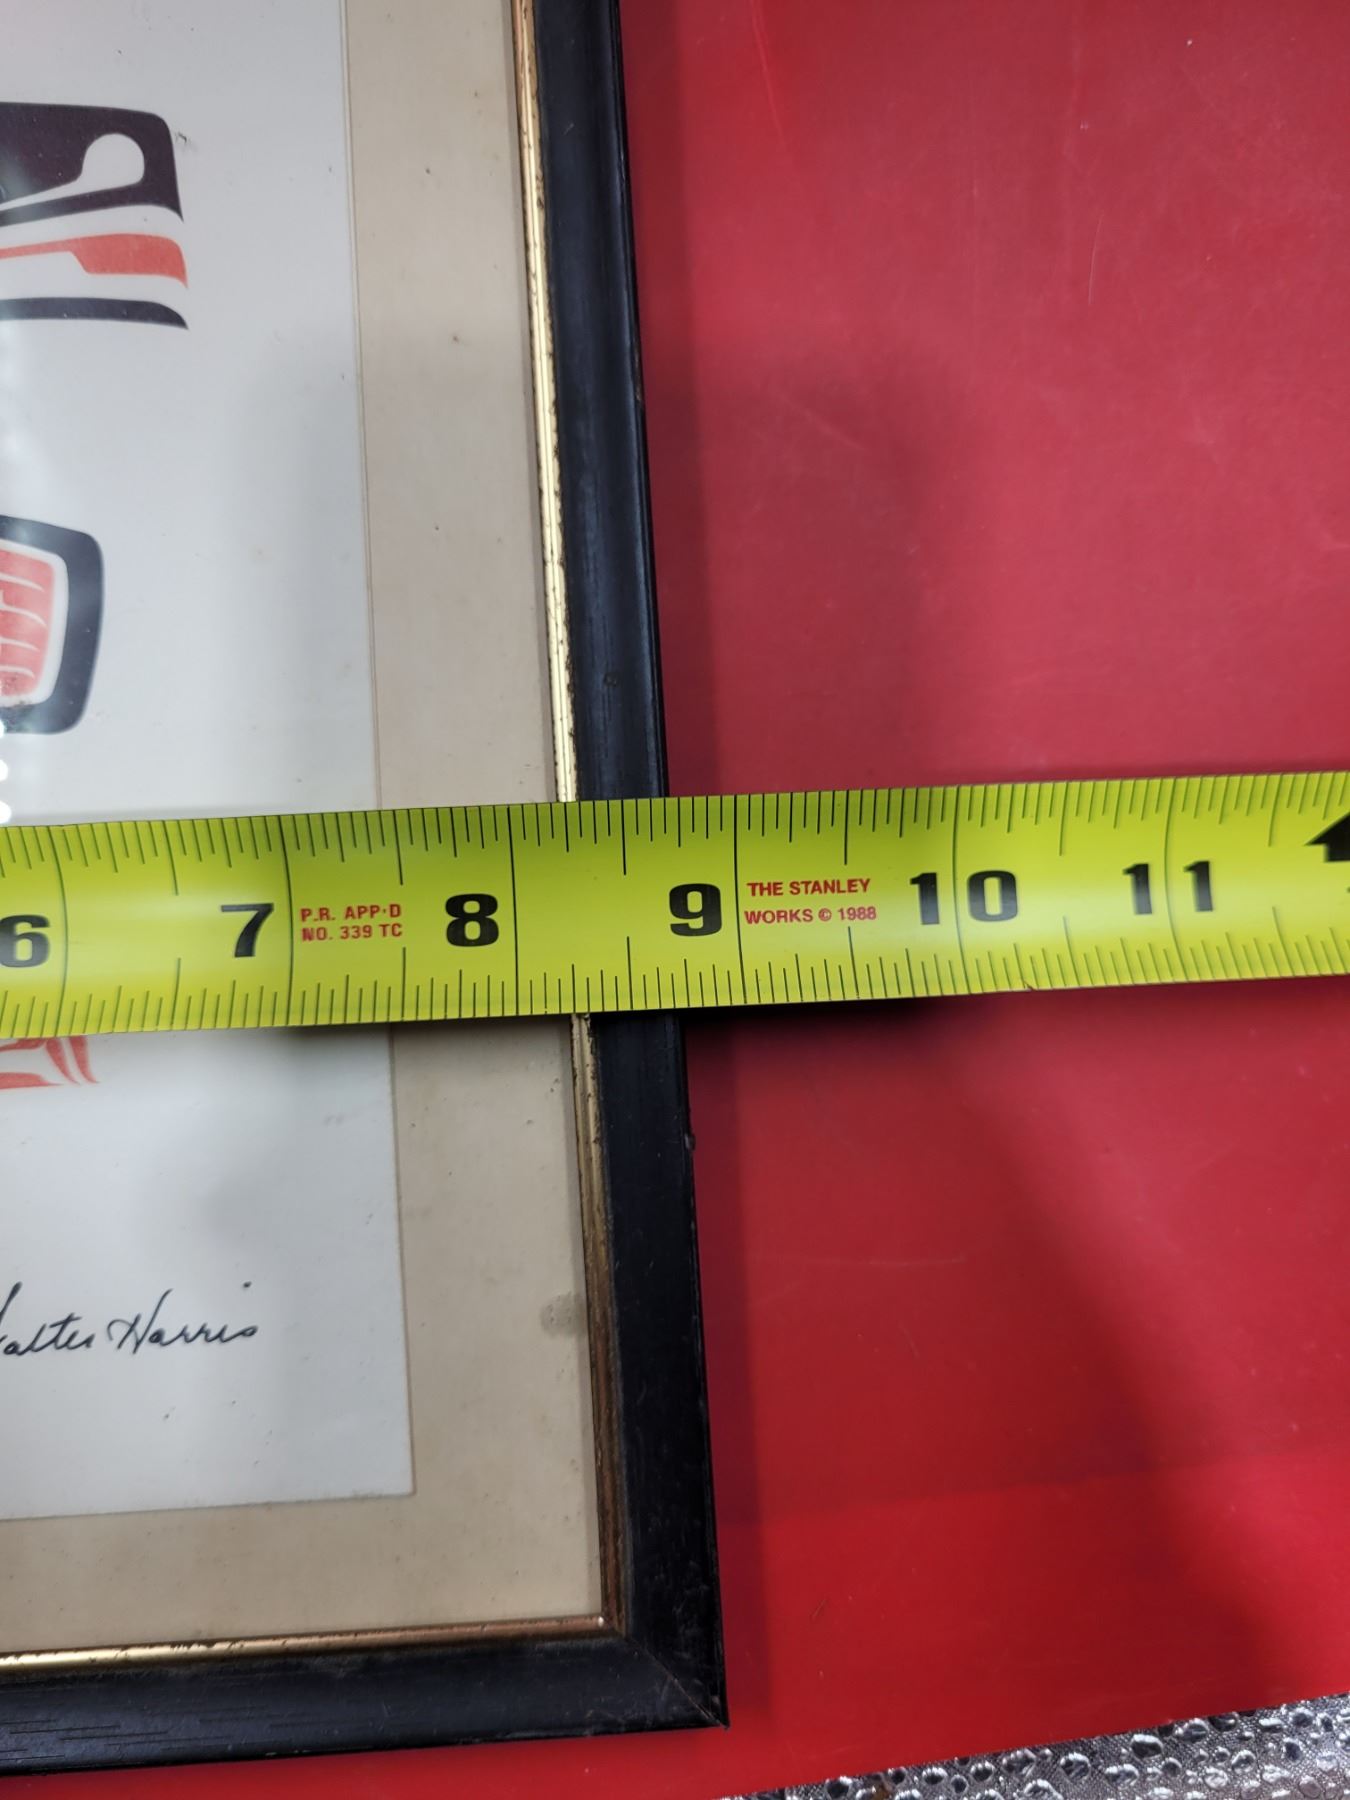 6 7 P.R. APP·D 8 9 THE STANLEY 10 11
NO. 339 TC WORKS © 1988
Walter Harris